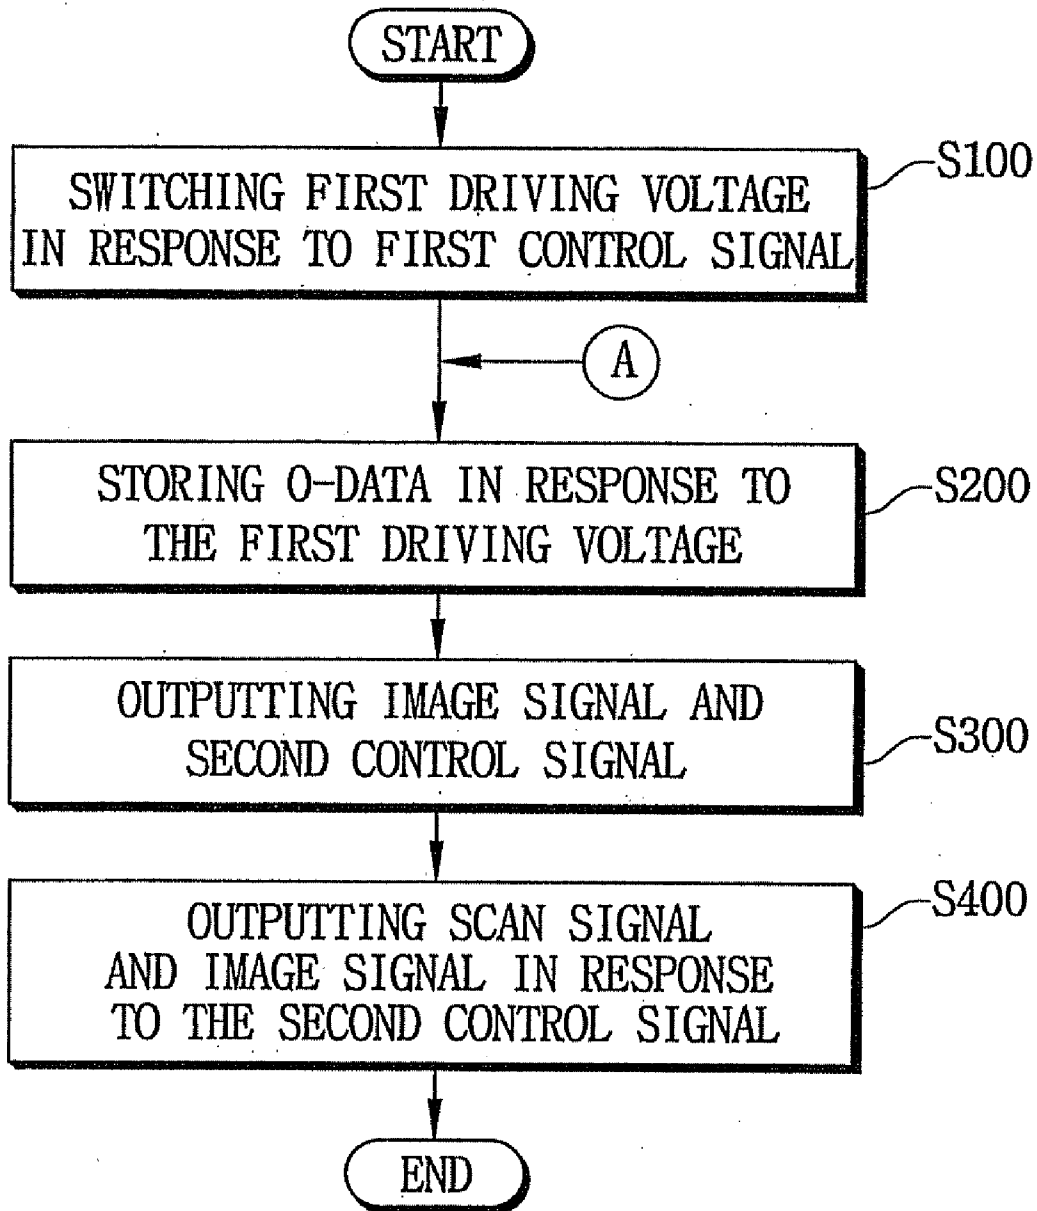 START
SWITCHING FIRST DRIVING VOLTAGE
IN RESPONSE TO FIRST CONTROL SIGNAL
S100
A
STORING O-DATA IN RESPONSE TO
THE FIRST DRIVING VOLTAGE
S200
OUTPUTTING IMAGE SIGNAL AND
SECOND CONTROL SIGNAL
S300
OUTPUTTING SCAN SIGNAL
AND IMAGE SIGNAL IN RESPONSE
TO THE SECOND CONTROL SIGNAL
S400
END